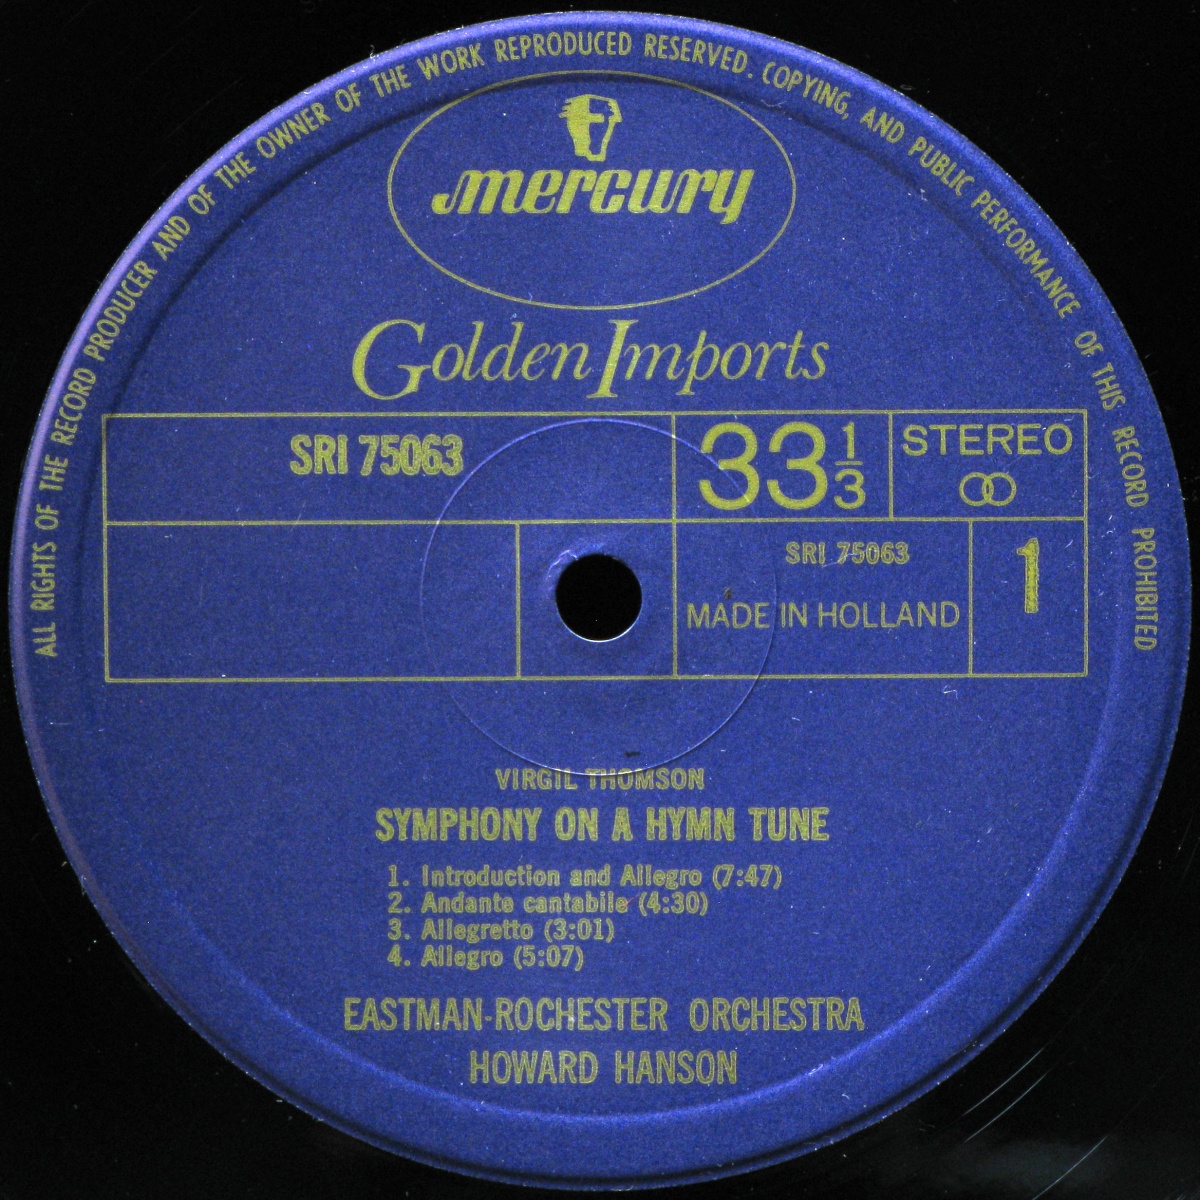 ALL RIGHTS OF THE RECORD PRODUCER AND OF THE OWNER OF THE WORK REPRODUCED RESERVED. COPYING, AND PUBLIC PERFORMANCE OF THIS RECORD PROHIBITED
mercury
Golden Imports
SRI 75063
33 1/3
STEREO
SRI 75063
MADE IN HOLLAND
1
VIRGIL THOMSON
SYMPHONY ON A HYMN TUNE
1. Introduction and Allegro (7:47)
2. Andante cantabile (4:30)
3. Allegretto (3:01)
4. Allegro (5:07)
EASTMAN-ROCHESTER ORCHESTRA
HOWARD HANSON